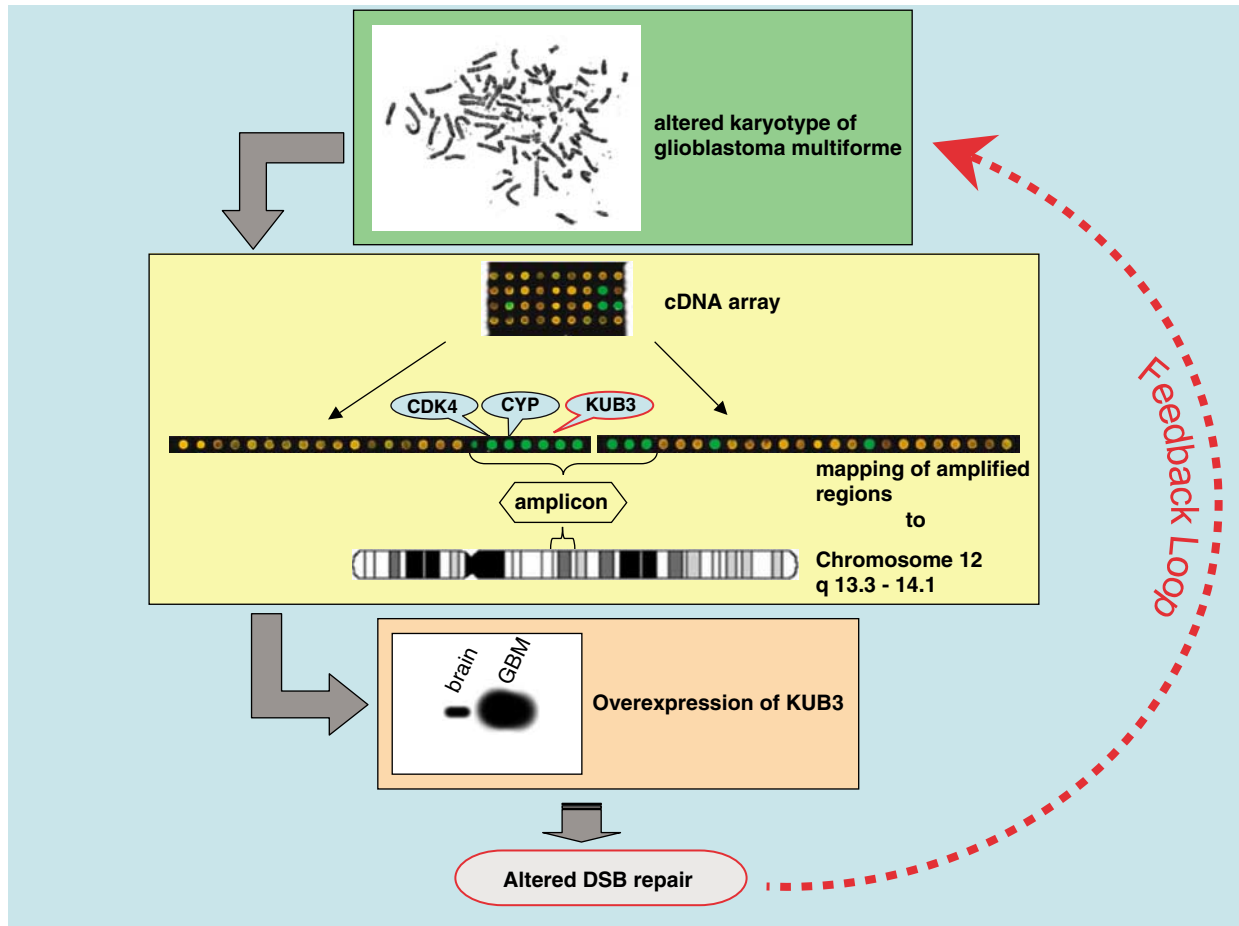 altered karyotype of
glioblastoma multiforme
cDNA array
CDK4
CYP
KUB3
mapping of amplified
regions
to
amplicon
Chromosome 12
q 13.3 - 14.1
brain
GBM
Overexpression of KUB3
Altered DSB repair
Feedback Loop